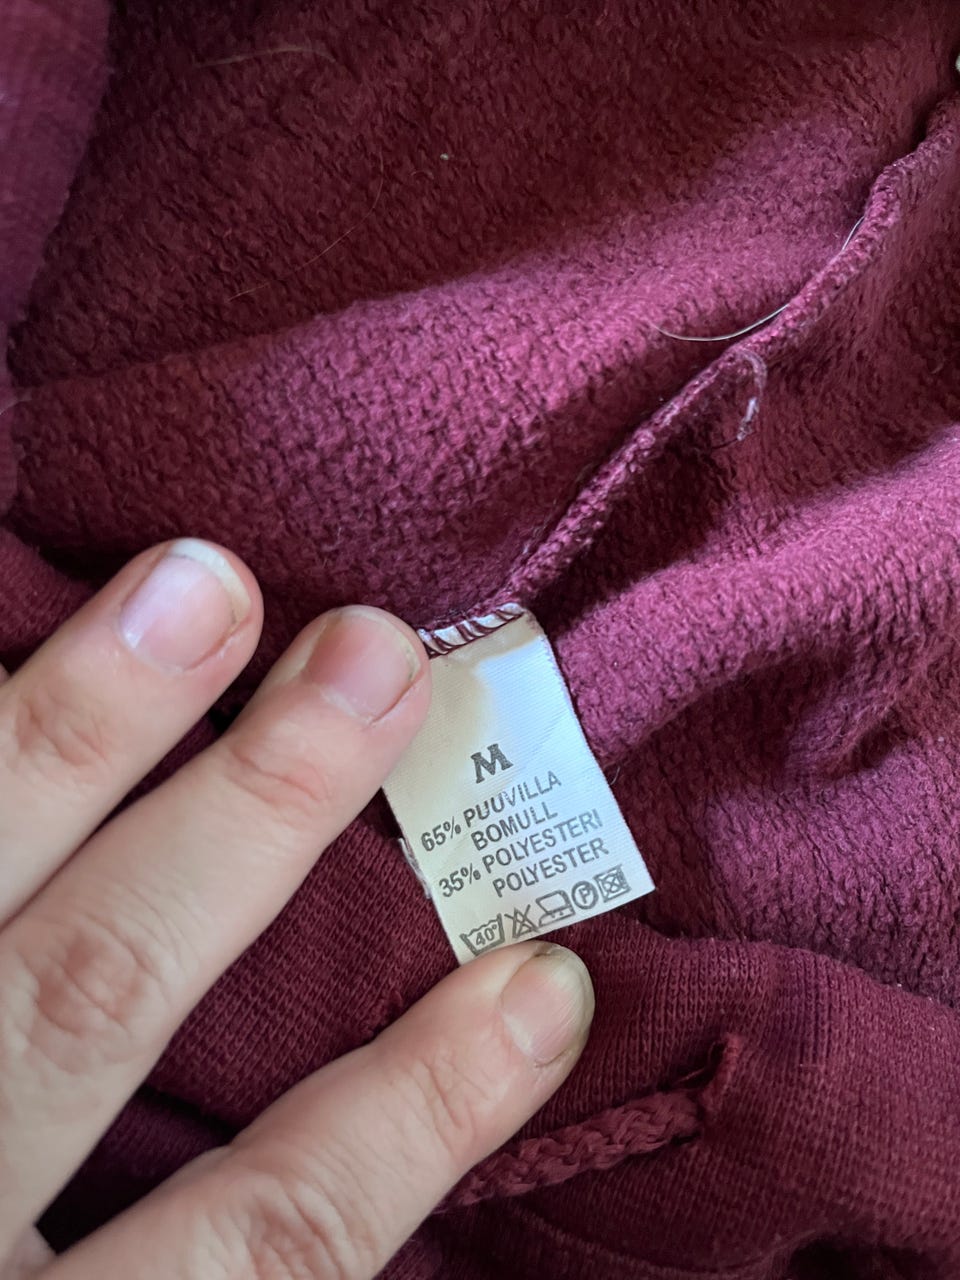 M
65% PUUVILLA
BOMULL
35% POLYESTERI
POLYESTER
40°
P